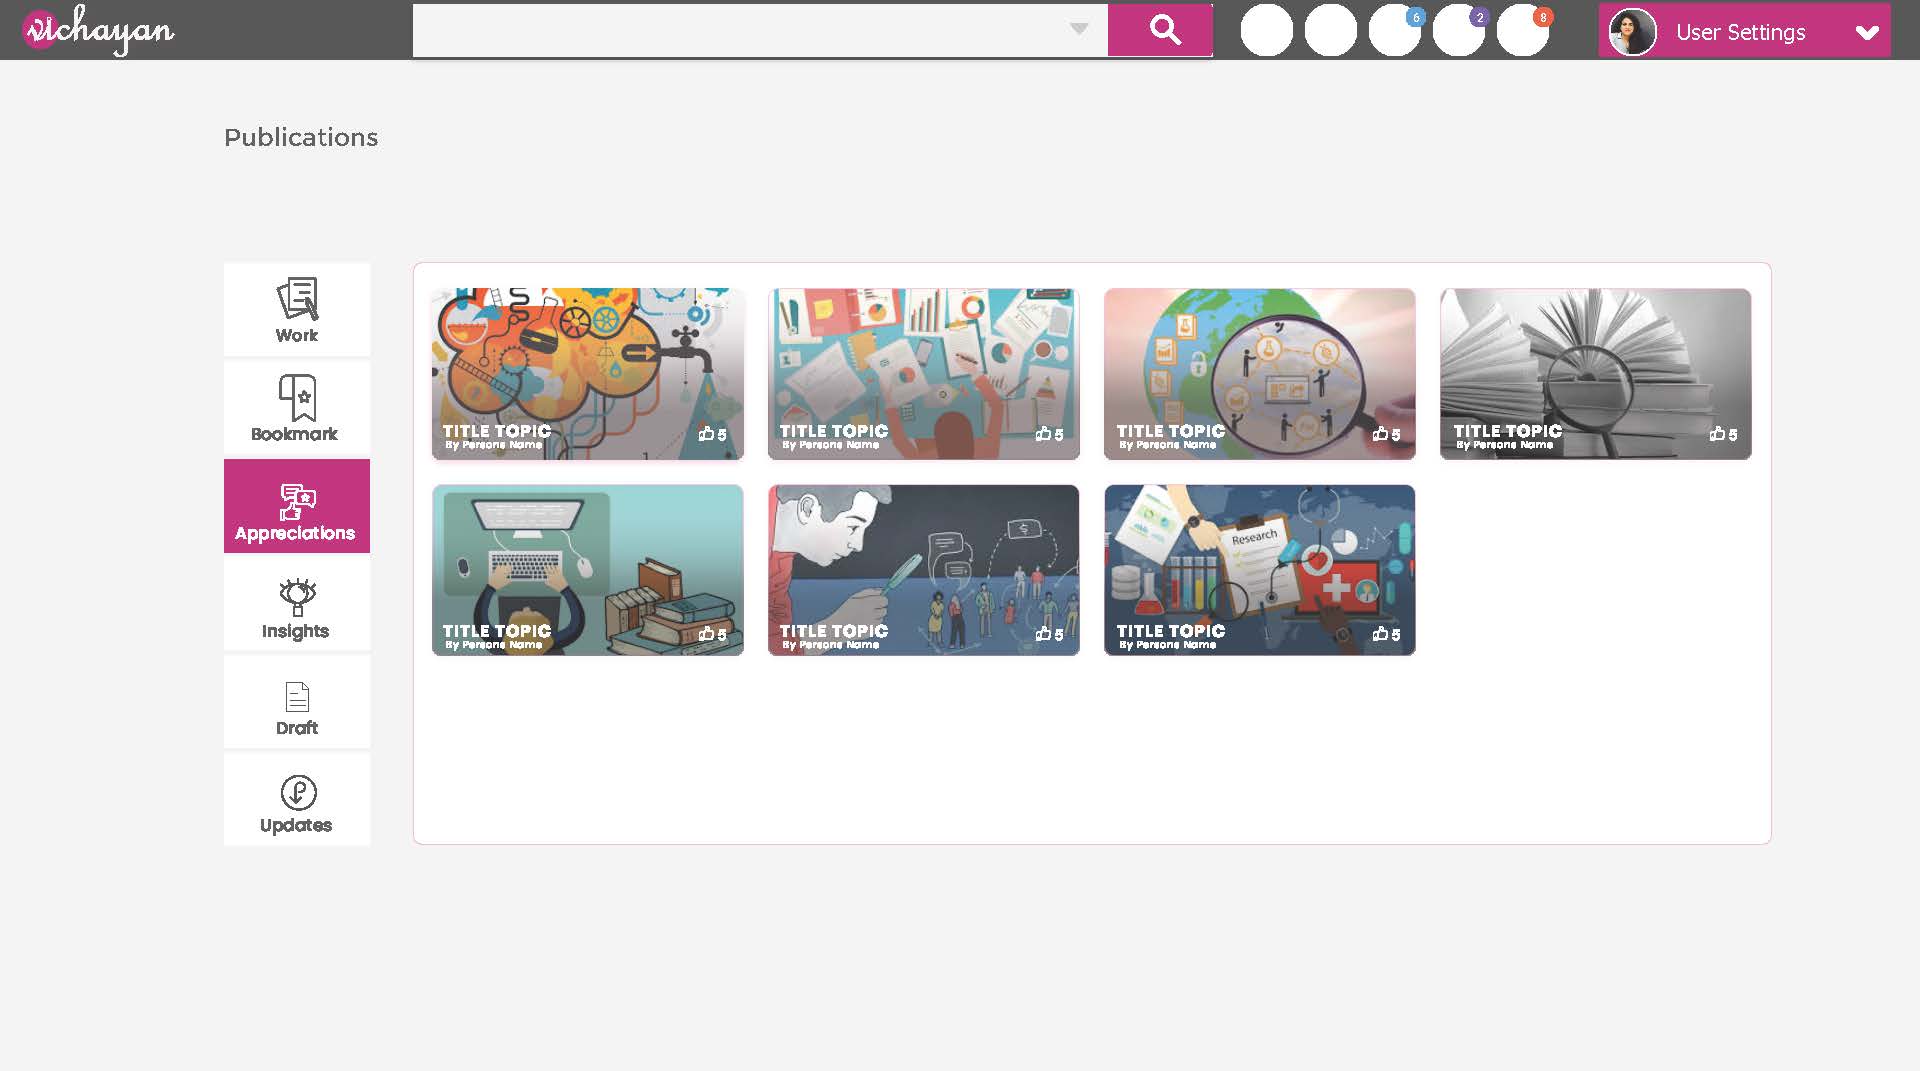 vichayan
6
2
8
User Settings
Publications
Work
Bookmark
Appreciations
Insights
Draft
Updates
TITLE TOPIC
By Persons Name
5
TITLE TOPIC
By Persons Name
5
TITLE TOPIC
By Persons Name
5
TITLE TOPIC
By Persons Name
5
TITLE TOPIC
By Persons Name
5
TITLE TOPIC
By Persons Name
5
Research
TITLE TOPIC
By Persons Name
5